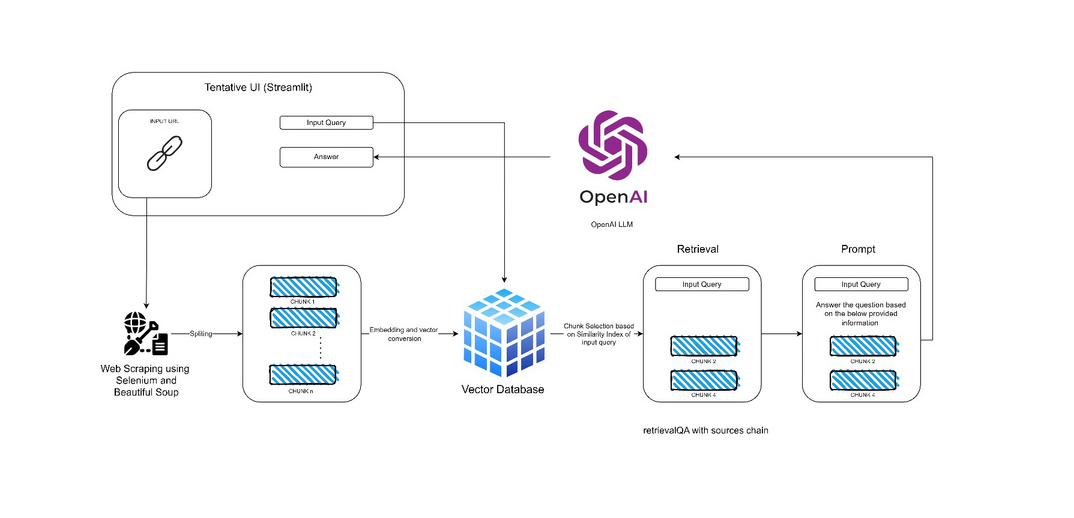 Tentative UI (Streamlit)
INPUT URL
Input Query
Answer
OpenAI
OpenAI LLM
Retrieval
Prompt
CHUNK 1
CHUNK 2
CHUNK n
Input Query
Input Query
Answer the question based
on the below provided
information
Spliting
Embedding and vector
conversion
Chunk Selection based
on Similarity Index of
input query
CHUNK 2
CHUNK 4
CHUNK 2
CHUNK 4
Web Scraping using
Selenium and
Beautiful Soup
Vector Database
retrievalQA with sources chain